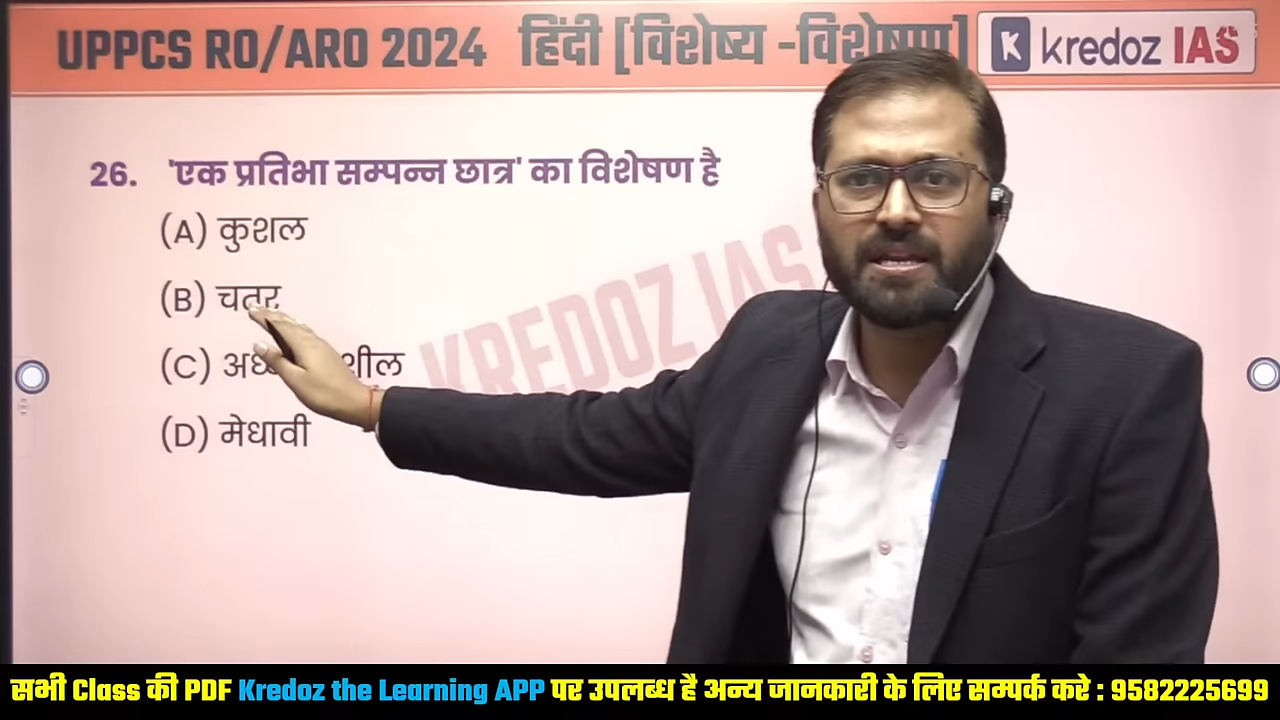 UPPCS RO/ARO 2024 हिंदी [विशेष्य -विशेषण]
K kredoz IAS
26. 'एक प्रतिभा सम्पन्न छात्र' का विशेषण है
(A) कुशल
(B) चतुर
(C)
(D) मेधावी
KREDOZ IAS
सभी Class की PDF Kredoz the Learning APP पर उपलब्ध है अन्य जानकारी के लिए सम्पर्क करे : 9582225699